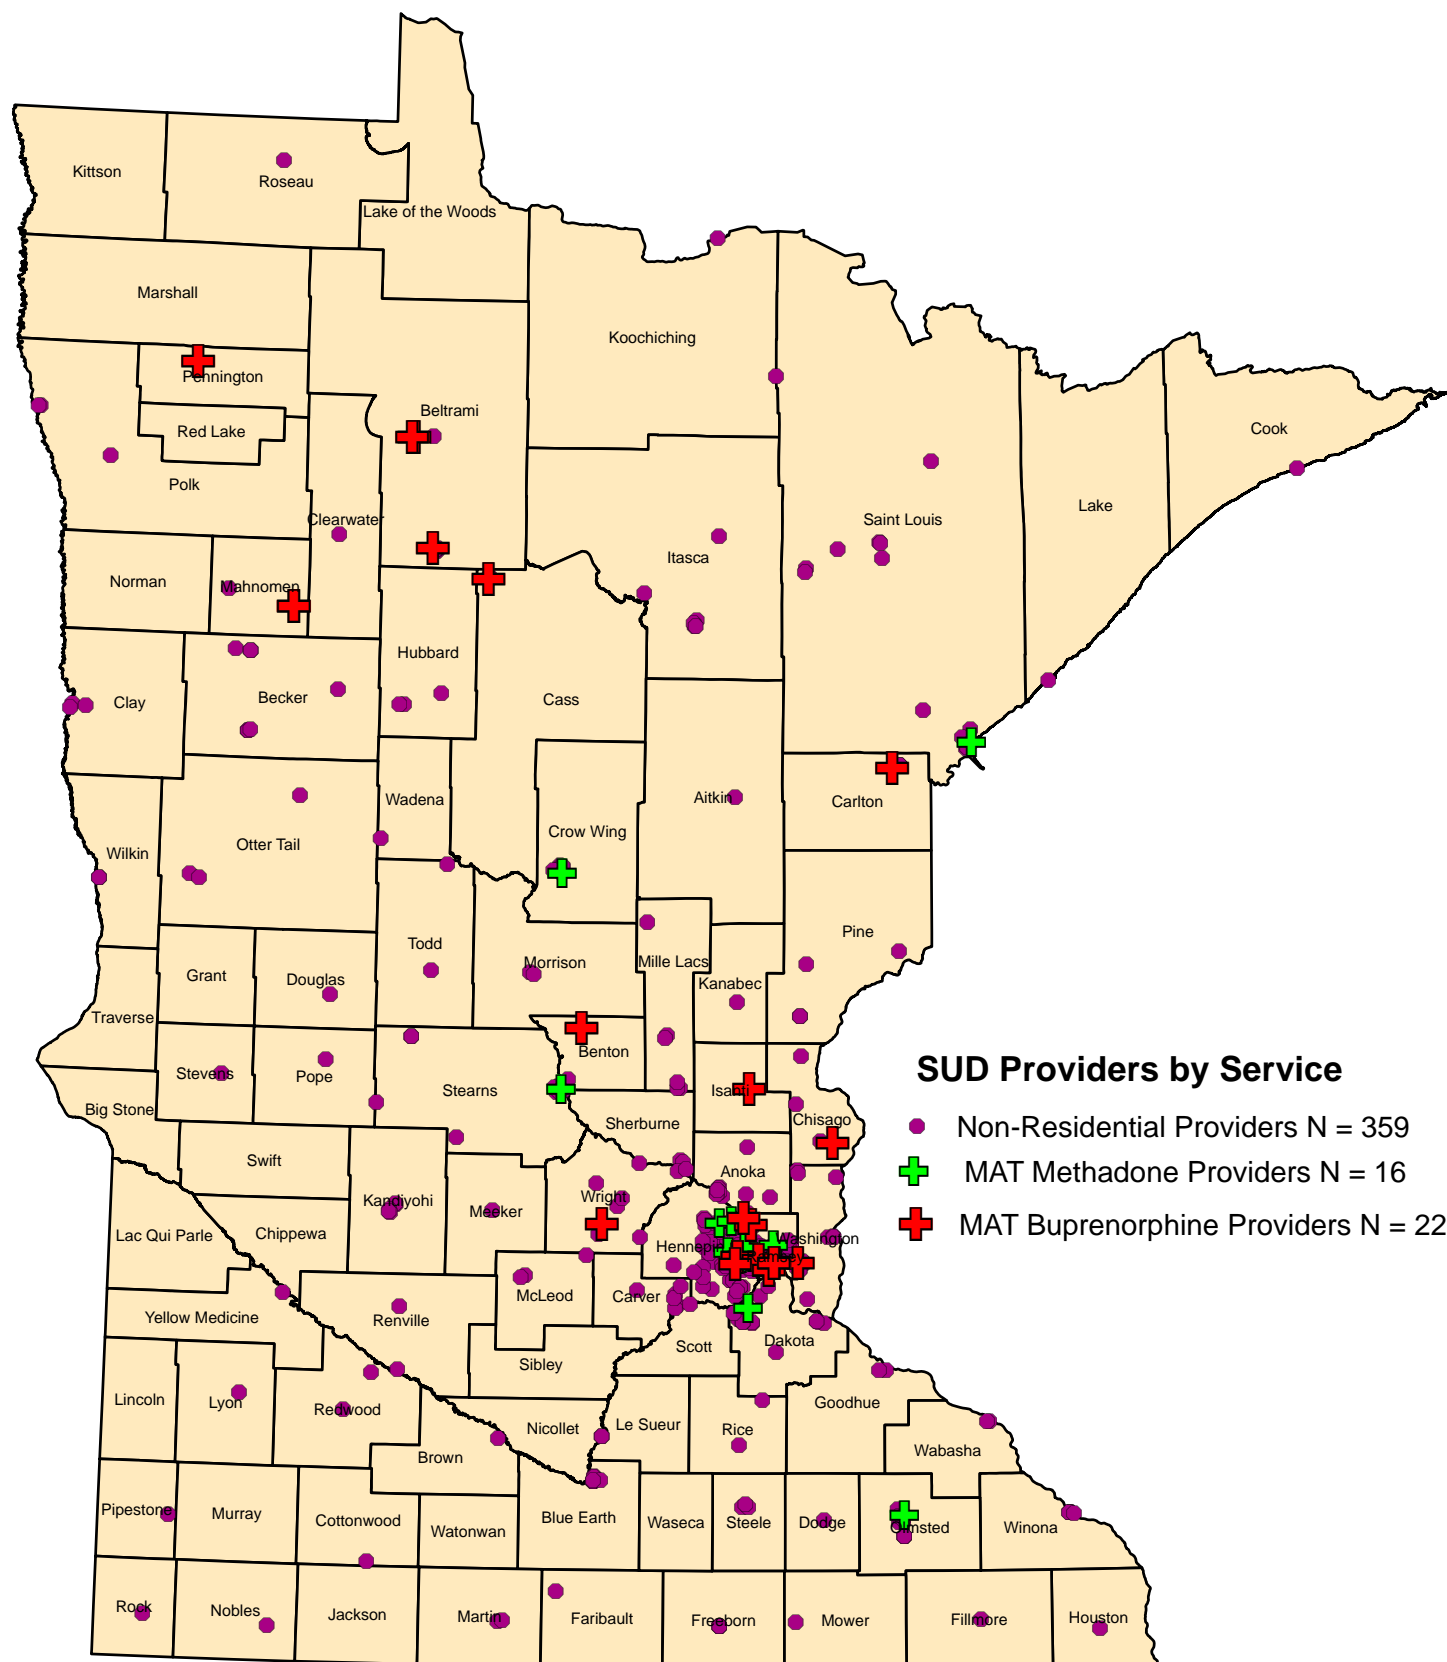 Kittson
Roseau
Lake of the Woods
Marshall
Koochiching
Pennington
Beltrami
Red Lake
Cook
Polk
Lake
Clearwater
Saint Louis
Itasca
Norman
Mahnomen
Hubbard
Clay
Becker
Cass
Wadena
Aitkin
Carlton
Crow Wing
Otter Tail
Wilkin
Pine
Todd
Morrison
Mille Lacs
Grant
Douglas
Kanabec
Traverse
Benton
Stevens
Pope
Stearns
Isanti
SUD Providers by Service
Big Stone
Sherburne
Chisago
Non-Residential Providers N = 359
Swift
Anoka
MAT Methadone Providers N = 16
Kandiyohi
Meeker
Wright
MAT Buprenorphine Providers N = 22
Lac Qui Parle
Chippewa
Hennepin
Washington
Ramsey
McLeod
Carver
Yellow Medicine
Renville
Scott
Dakota
Sibley
Lincoln
Lyon
Redwood
Goodhue
Nicollet
Le Sueur
Rice
Brown
Wabasha
Pipestone
Murray
Cottonwood
Watonwan
Blue Earth
Waseca
Steele
Dodge
Olmsted
Winona
Rock
Nobles
Jackson
Martin
Faribault
Freeborn
Mower
Fillmore
Houston